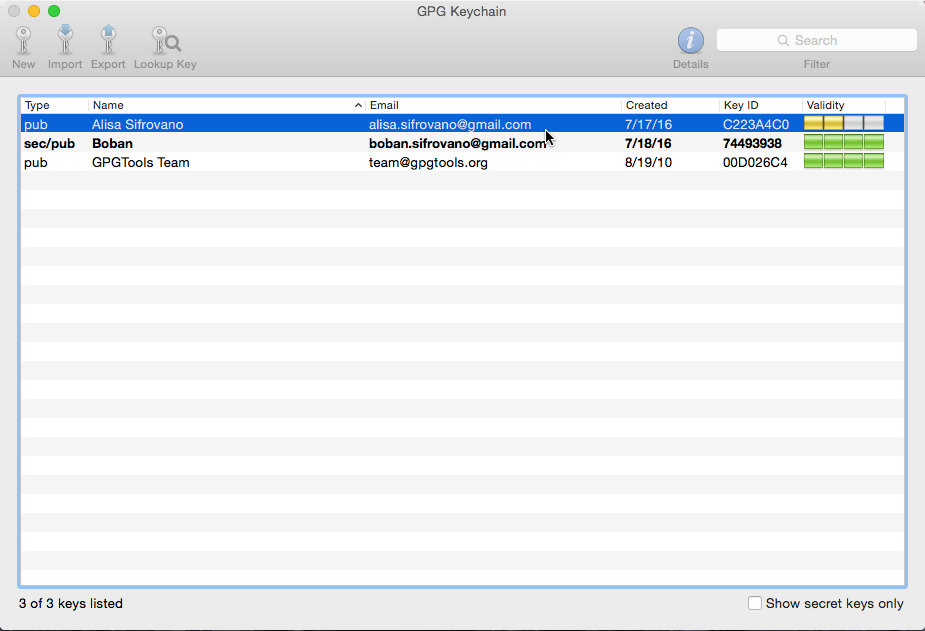 GPG Keychain
New Import Export Lookup Key Details Search Filter
Type Name Email Created Key ID Validity
pub Alisa Sifrovano alisa.sifrovano@gmail.com 7/17/16 C223A4C0
sec/pub Boban boban.sifrovano@gmail.com 7/18/16 74493938
pub GPGTools Team team@gpgtools.org 8/19/10 00D026C4
3 of 3 keys listed Show secret keys only